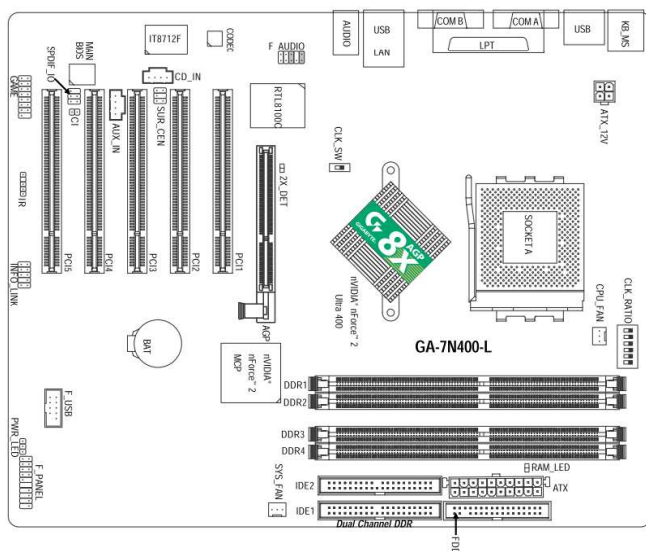 AUDIO
USB
LAN
COM B
COM A
LPT
USB
KB_MS
IT8712F
CODEC
F_AUDIO
MAIN BIOS
SPDIF_IO
CD_IN
GAME
CI
AUX_IN
SUR_CEN
RTL8100C
ATX_12V
CLK_SW
2X_DET
IR
GIGABYTE
G
AGP
8X
SOCKET A
PCI5
PCI4
PCI3
PCI2
PCI1
INFO_LINK
nVIDIA® nForce™ 2
Ultra 400
CPU_FAN
CLK_RATIO
AGP
GA-7N400-L
BAT
nVIDIA®
nForce™ 2
MCP
F_USB
DDR1
DDR2
DDR3
DDR4
PWR_LED
F_PANEL
SYS_FAN
RAM_LED
IDE2
ATX
IDE1
Dual Channel DDR
FDD